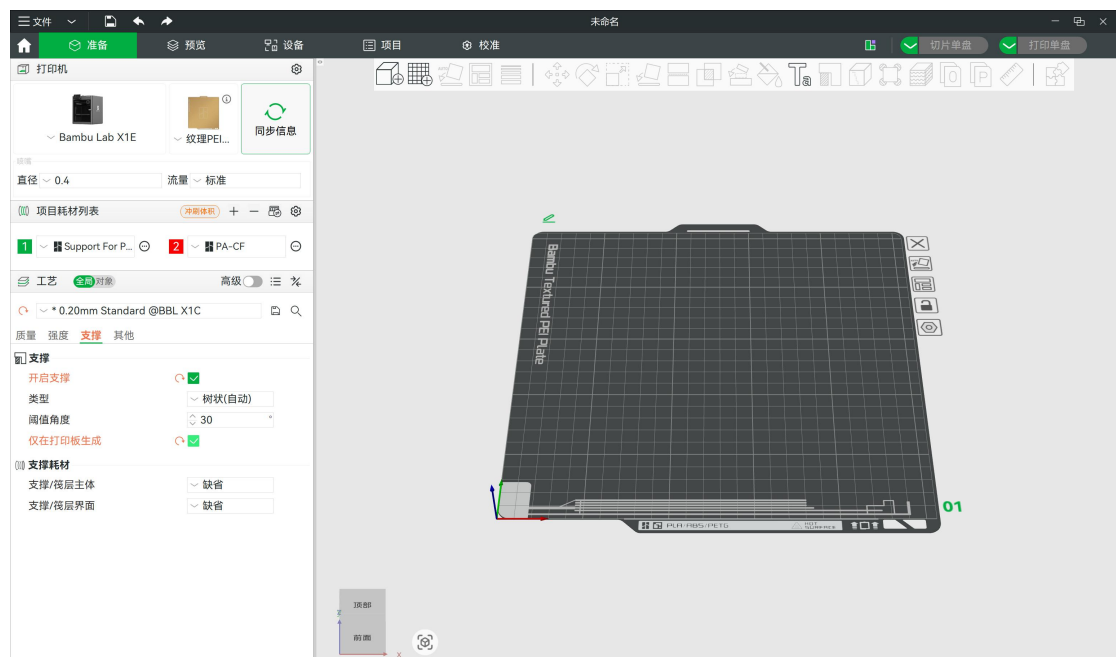 文件
未命名
准备
预览
设备
项目
校准
切片单盘
打印单盘
打印机
Bambu Lab X1E
纹理PEI...
同步信息
喷嘴
直径 0.4
流量 标准
项目耗材列表
冲刷体积
1 Support For P...
2 PA-CF
工艺 全局 对象
高级
* 0.20mm Standard @BBL X1C
质量 强度 支撑 其他
支撑
开启支撑
类型 树状(自动)
阈值角度 30 °
仅在打印板生成
支撑耗材
支撑/筏层主体 缺省
支撑/筏层界面 缺省
Bambu Textured PEI Plate
01
PLA/ABS/PETG
HOT SURFACE
顶部
前面
Z
X